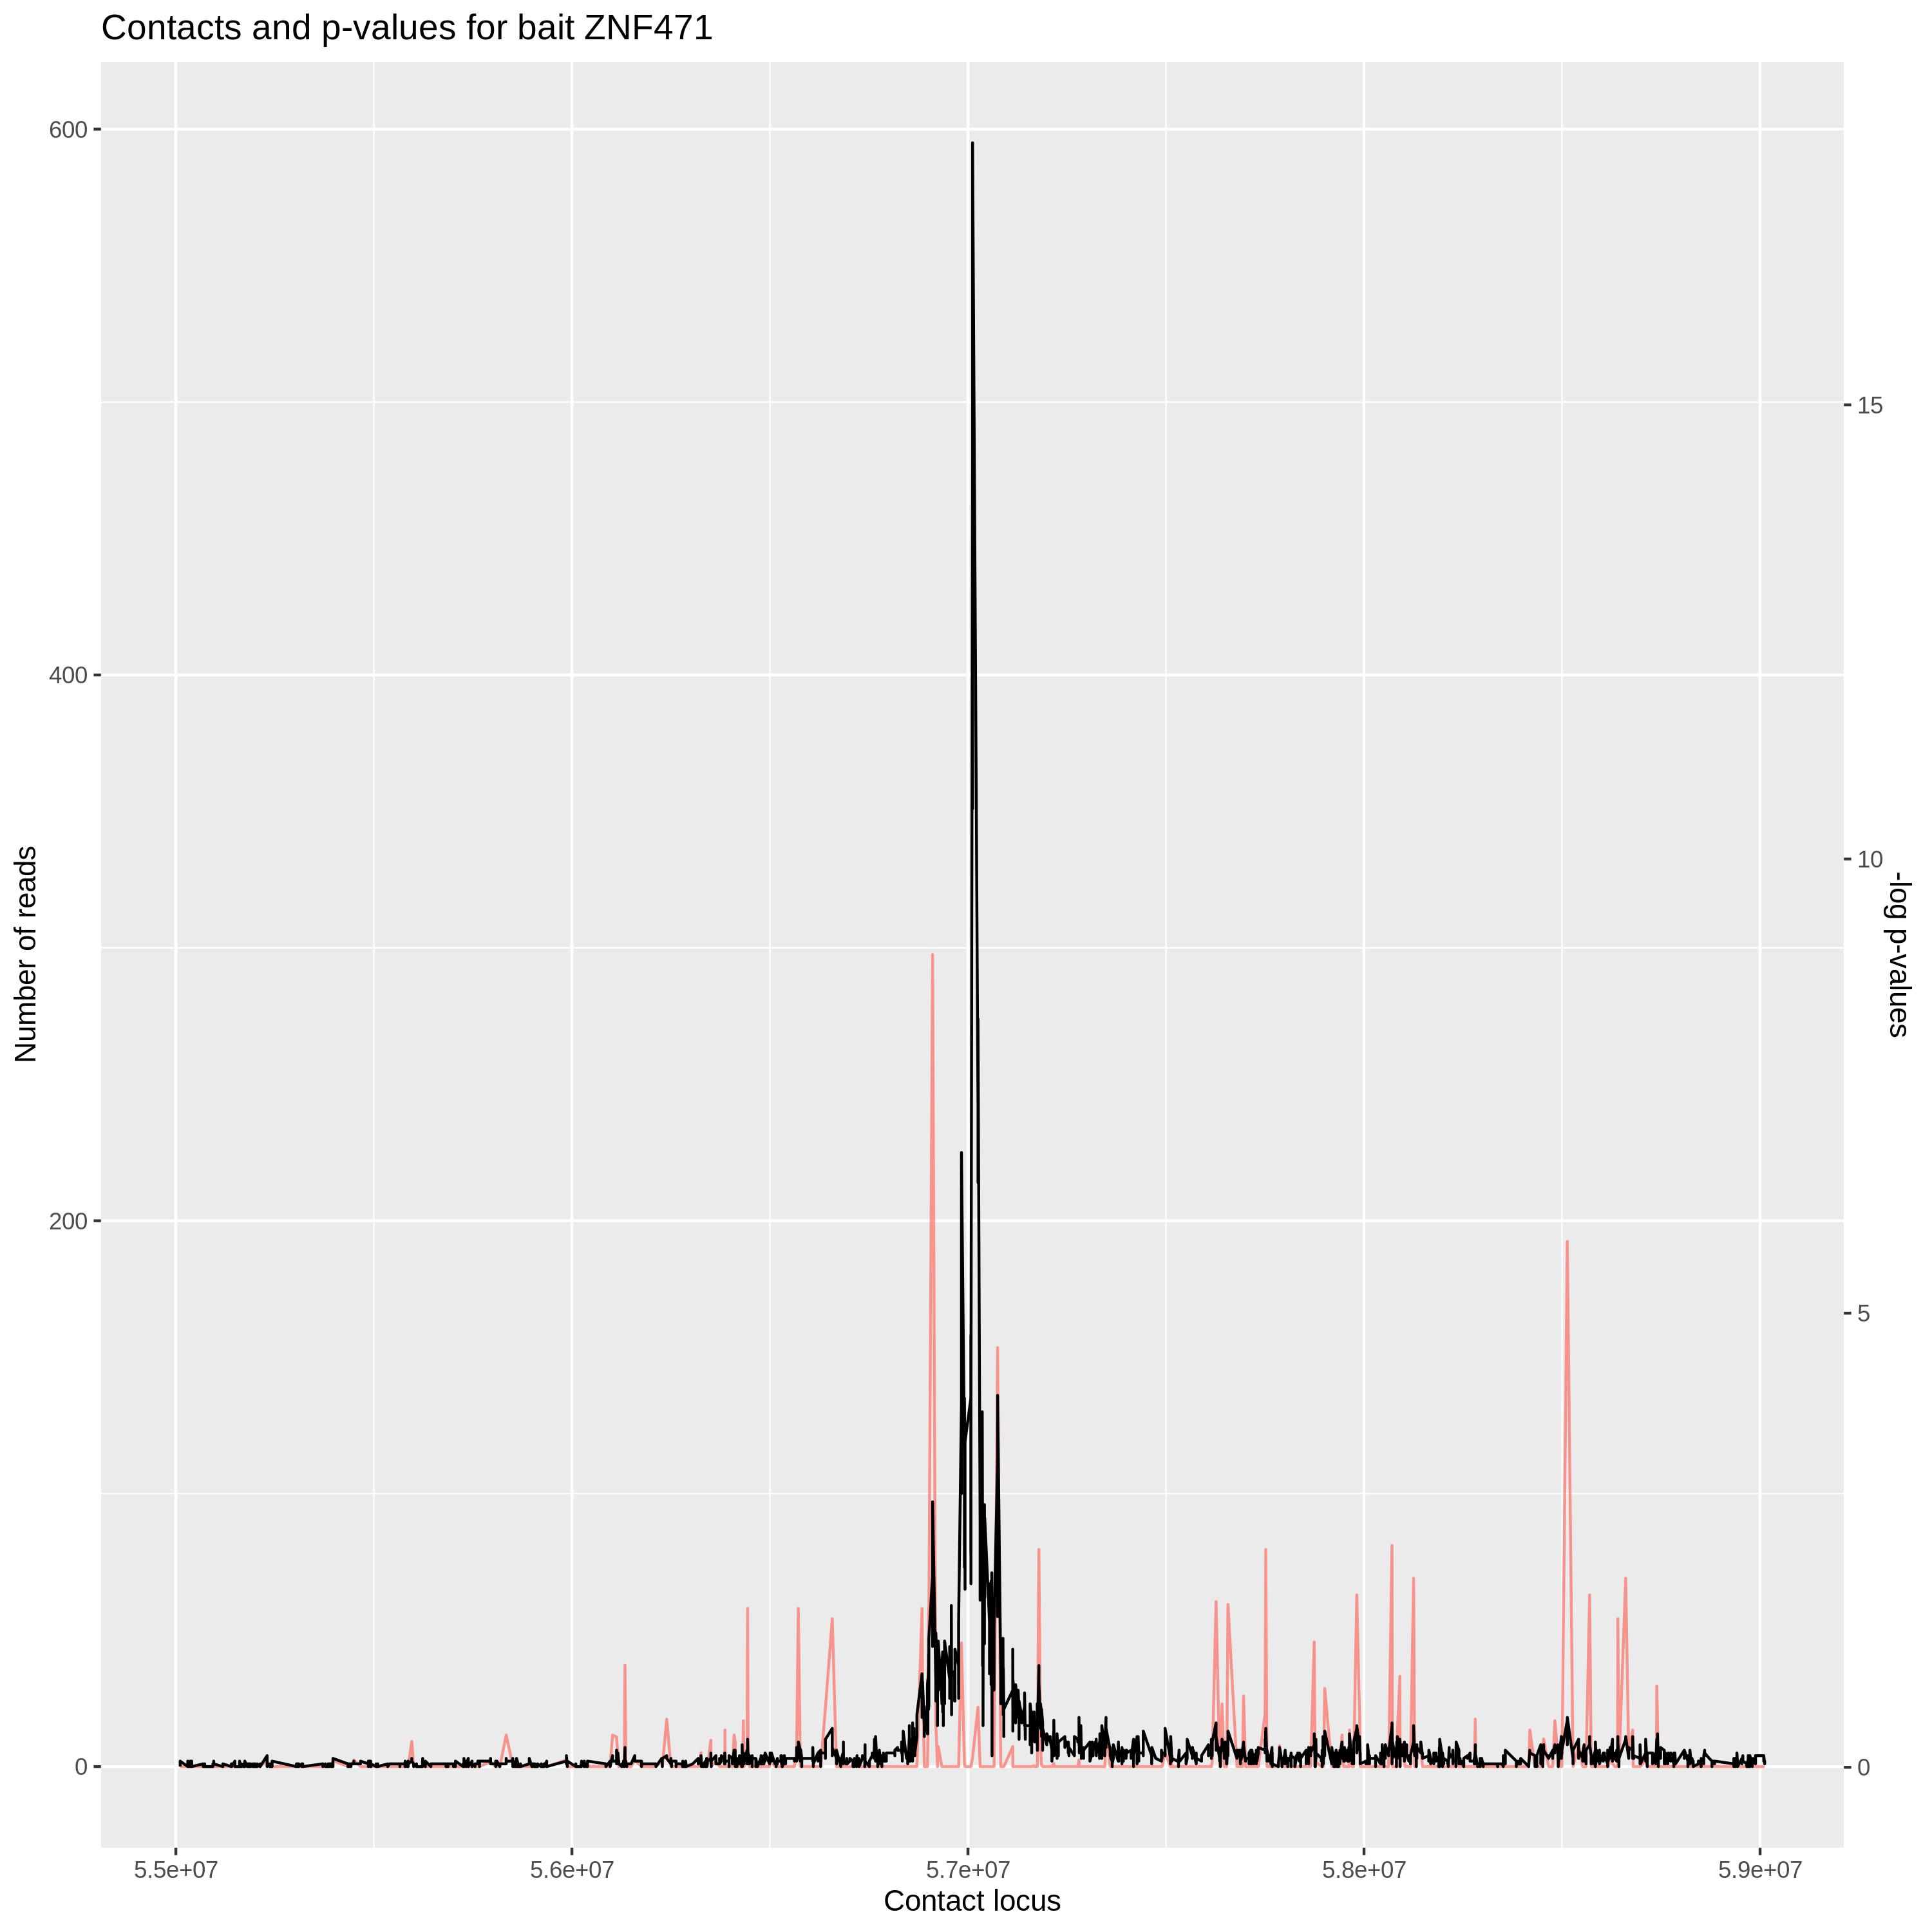 Contacts and p-values for bait ZNF471
600
400
200
0
Number of reads
15
10
5
0
-log p-values
5.5e+07 5.6e+07 5.7e+07 5.8e+07 5.9e+07
Contact locus